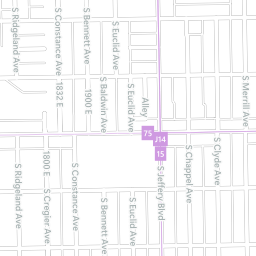 S Ridgeland Ave
S Constance Ave
S Bennett Ave
S Euclid Ave
1832 E
1900 E
S Baldwin Ave
S Euclid Ave
Alley
S Merrill Ave
75
J14
15
S Ridgeland Ave
1800 E
S Cregier Ave
S Constance Ave
S Bennett Ave
S Euclid Ave
S Jeffery Blvd
S Chappel Ave
S Clyde Ave